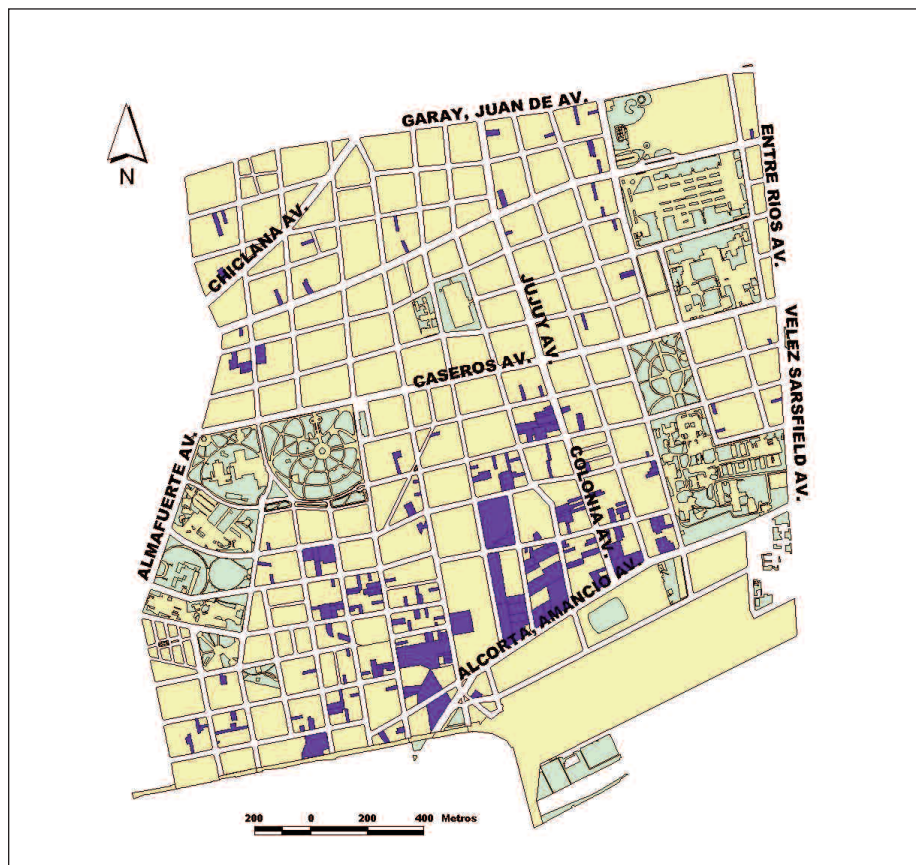 GARAY, JUAN DE AV.
ENTRE RIOS AV.
N
CHICLANA AV.
JUJUY AV.
VELEZ SARSFIELD AV.
CASEROS AV.
ALMAFUERTE AV.
COLONIA AV.
ALCORTA, AMANCIO AV.
200 0 200 400 Metros